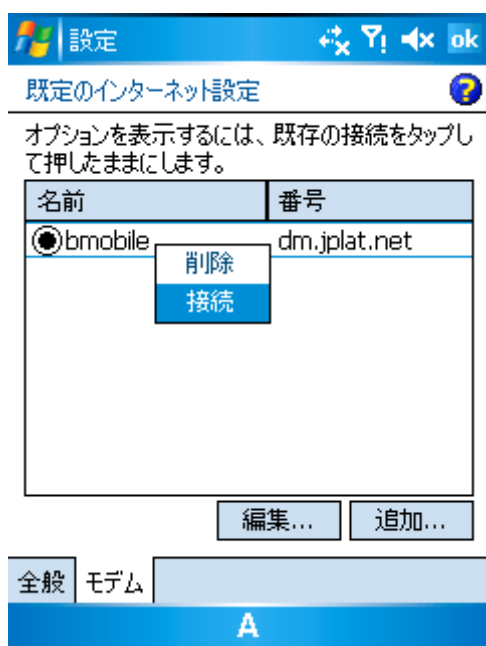 設定 ok
既定のインターネット設定
オプションを表示するには、既存の接続をタップし
て押したままにします。
名前 番号
bmobile dm.jplat.net
削除
接続
編集... 追加...
全般 モデム
A